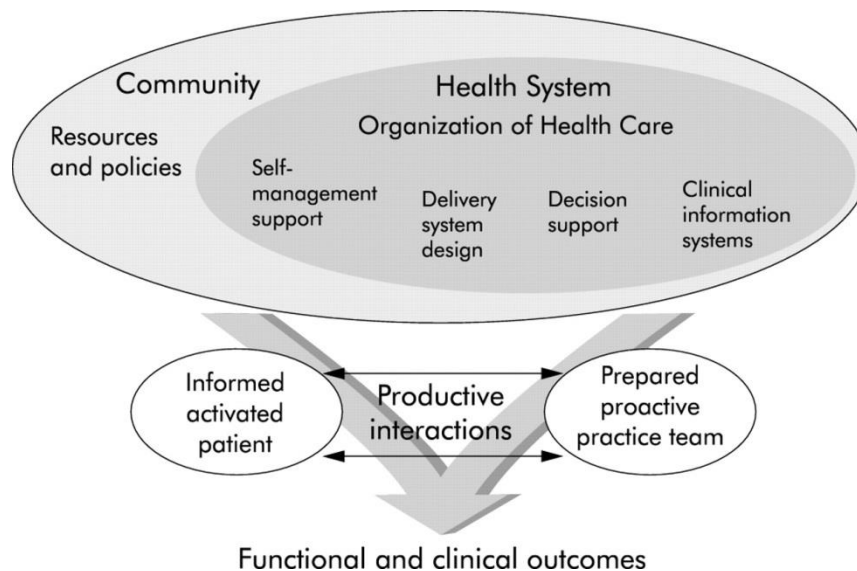 Community
Health System
Organization of Health Care
Resources
and policies
Self-
management
support
Delivery
system
design
Decision
support
Clinical
information
systems
Informed
activated
patient
Productive
interactions
Prepared
proactive
practice team
Functional and clinical outcomes